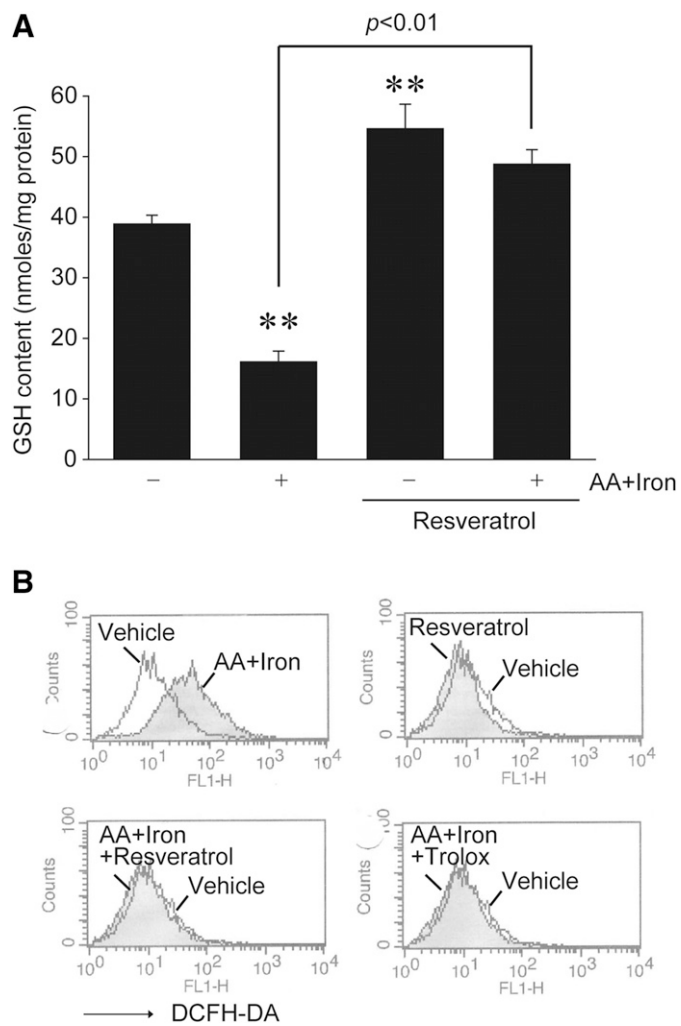 A
p<0.01
GSH content (nmoles/mg protein)
60
50
40
30
20
10
0
**
**
− + − + AA+Iron
Resveratrol
B
Counts
100
0
Vehicle
AA+Iron
10^0 10^1 10^2 10^3 10^4
FL1-H
Counts
100
0
Resveratrol
Vehicle
10^0 10^1 10^2 10^3 10^4
FL1-H
Counts
100
0
AA+Iron
+Resveratrol
Vehicle
10^0 10^1 10^2 10^3 10^4
FL1-H
Counts
0
AA+Iron
+Trolox
Vehicle
10^0 10^1 10^2 10^3 10^4
FL1-H
DCFH-DA